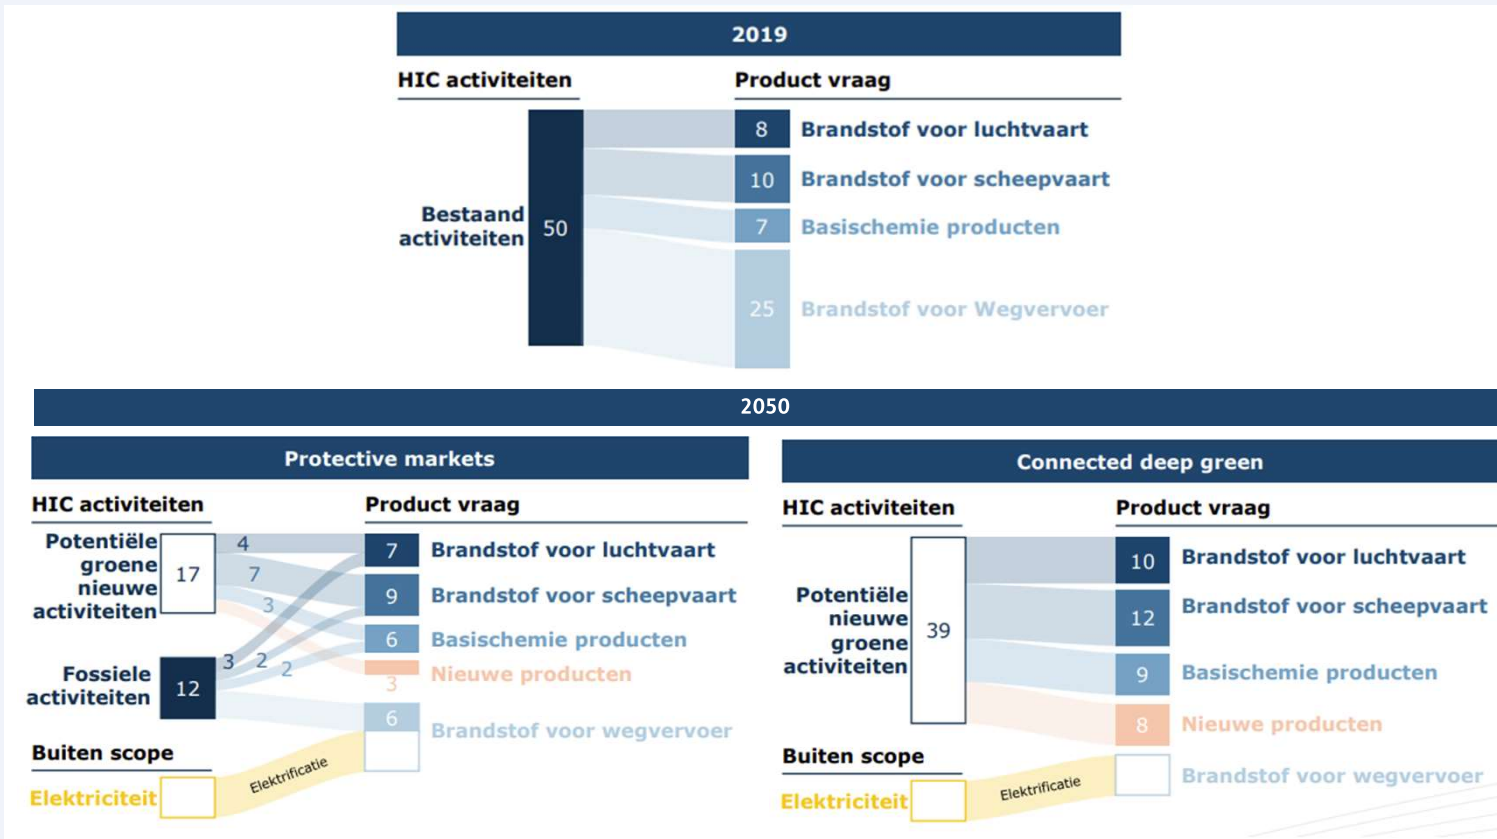 2019
HIC activiteiten
Product vraag
Bestaand
activiteiten
50
8
Brandstof voor luchtvaart
10
Brandstof voor scheepvaart
7
Basischemie producten
25
Brandstof voor Wegvervoer
2050
Protective markets
HIC activiteiten
Product vraag
Potentiële
groene
nieuwe
activiteiten
17
4
7
3
7
Brandstof voor luchtvaart
9
Brandstof voor scheepvaart
6
Basischemie producten
3
Nieuwe producten
Fossiele
activiteiten
12
3
2
2
6
Brandstof voor wegvervoer
Buiten scope
Elektriciteit
Elektrificatie
Connected deep green
HIC activiteiten
Product vraag
Potentiële
nieuwe
groene
activiteiten
39
10
Brandstof voor luchtvaart
12
Brandstof voor scheepvaart
9
Basischemie producten
8
Nieuwe producten
Brandstof voor wegvervoer
Buiten scope
Elektriciteit
Elektrificatie